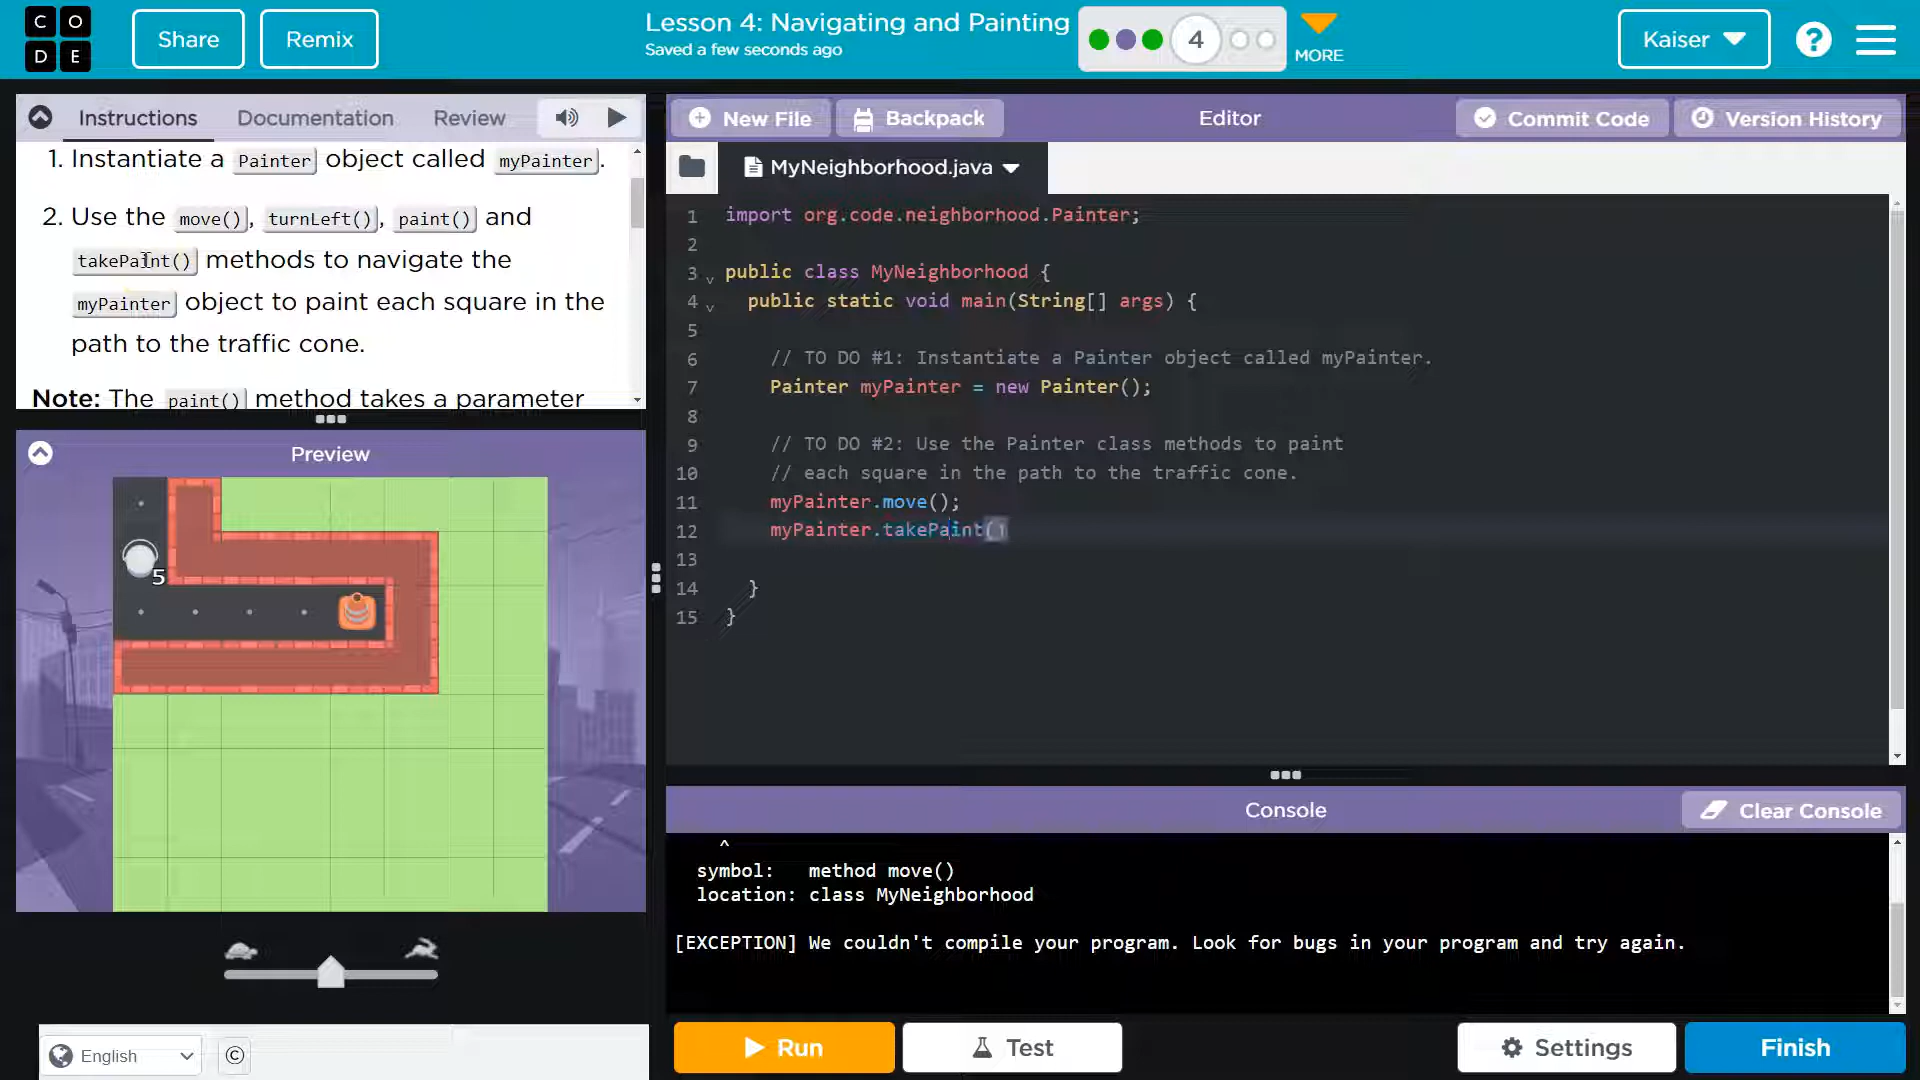 C O
D E
Share
Remix
Lesson 4: Navigating and Painting
Saved a few seconds ago
4
MORE
Kaiser
?
Instructions
Documentation
Review
1. Instantiate a Painter object called myPainter.
2. Use the move(), turnLeft(), paint() and
takePaint() methods to navigate the
myPainter object to paint each square in the
path to the traffic cone.
Note: The paint() method takes a parameter
Preview
5
English
©
New File
Backpack
Editor
Commit Code
Version History
MyNeighborhood.java
1 import org.code.neighborhood.Painter;
2
3 public class MyNeighborhood {
4 public static void main(String[] args) {
5
6 // TO DO #1: Instantiate a Painter object called myPainter.
7 Painter myPainter = new Painter();
8
9 // TO DO #2: Use the Painter class methods to paint
10 // each square in the path to the traffic cone.
11 myPainter.move();
12 myPainter.takePaint()
13
14 }
15 }
Console
Clear Console
^
symbol: method move()
location: class MyNeighborhood
[EXCEPTION] We couldn't compile your program. Look for bugs in your program and try again.
Run
Test
Settings
Finish